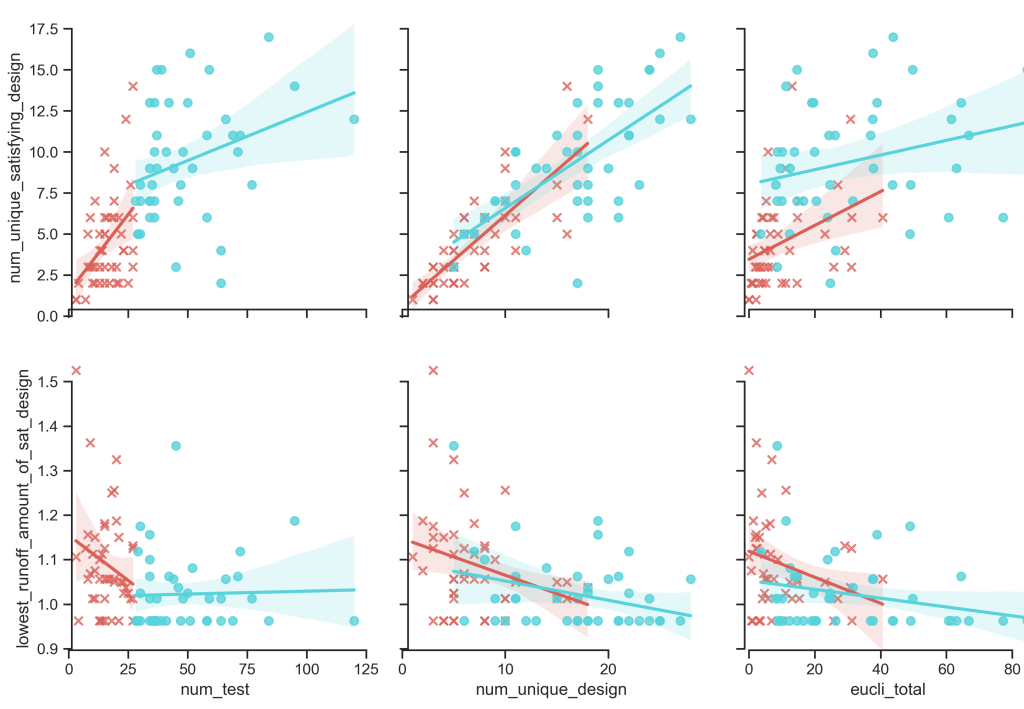 num_unique_satisfying_design
17.5
15.0
12.5
10.0
7.5
5.0
2.5
0.0
lowest_runoff_amount_of_sat_design
1.5
1.4
1.3
1.2
1.1
1.0
0.9
0 25 50 75 100 125
0 10 20
0 20 40 60 80
num_test
num_unique_design
eucli_total